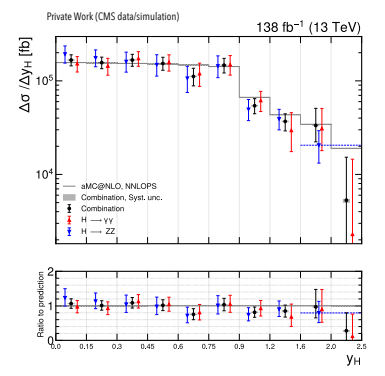 Private Work (CMS data/simulation)
138 fb⁻¹ (13 TeV)
Δσ /Δy_H [fb]
10⁵
10⁴
aMC@NLO, NNLOPS
Combination, Syst. unc.
Combination
H → γγ
H → ZZ
Ratio to prediction
2
1
0
0.0 0.15 0.3 0.45 0.6 0.75 0.9 1.2 1.6 2.0 2.5
y_H